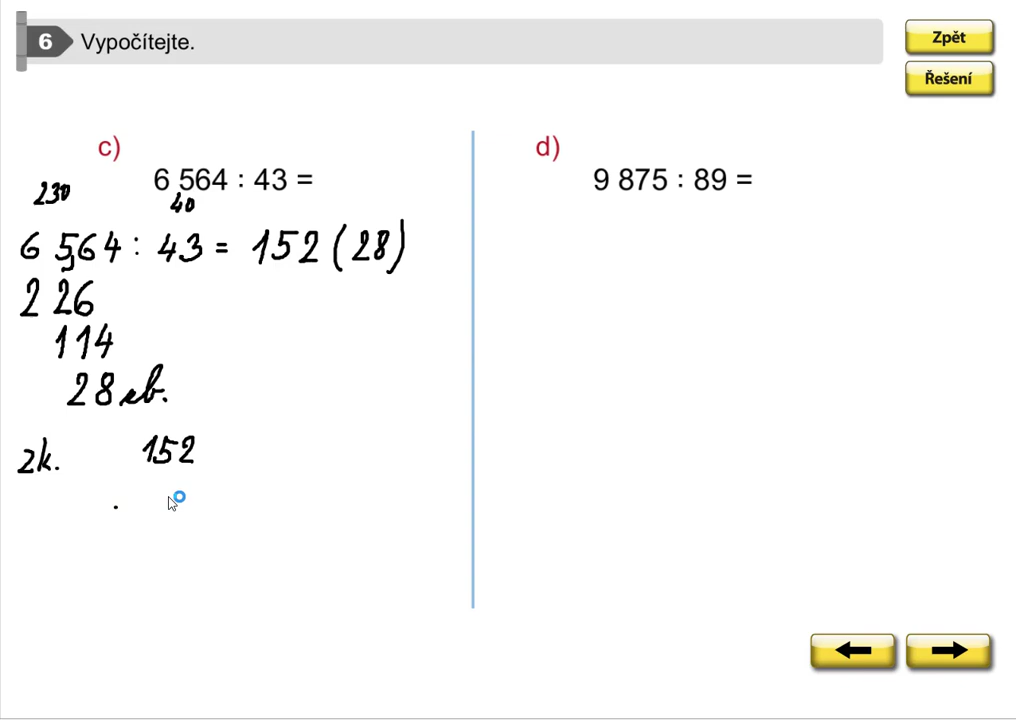 6 Vypočítejte.
Zpět
Řešení
c)
6 564 : 43 =
230
40
6 564 : 43 = 152 (28)
2 26
114
28 zb.
zk. 152
.
d)
9 875 : 89 =